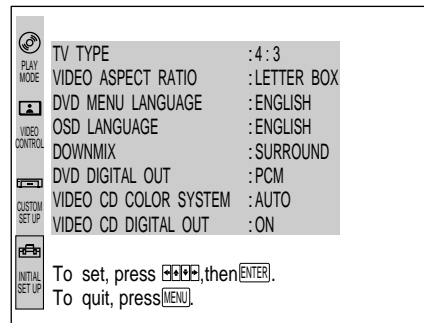 PLAY
MODE
VIDEO
CONTROL
CUSTOM
SET UP
INITIAL
SET UP
TV TYPE :4:3
VIDEO ASPECT RATIO :LETTER BOX
DVD MENU LANGUAGE :ENGLISH
OSD LANGUAGE :ENGLISH
DOWNMIX :SURROUND
DVD DIGITAL OUT :PCM
VIDEO CD COLOR SYSTEM :AUTO
VIDEO CD DIGITAL OUT :ON
To set, press ,then ENTER.
To quit, press MENU.